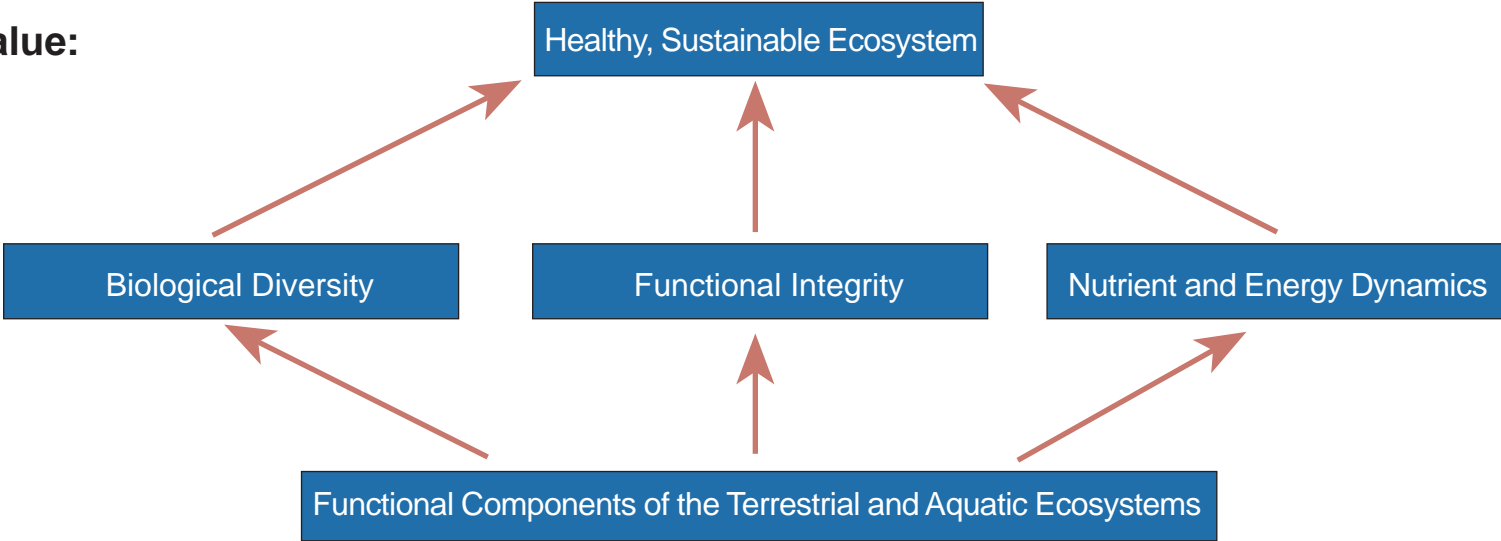 alue:
Healthy, Sustainable Ecosystem
Biological Diversity
Functional Integrity
Nutrient and Energy Dynamics
Functional Components of the Terrestrial and Aquatic Ecosystems